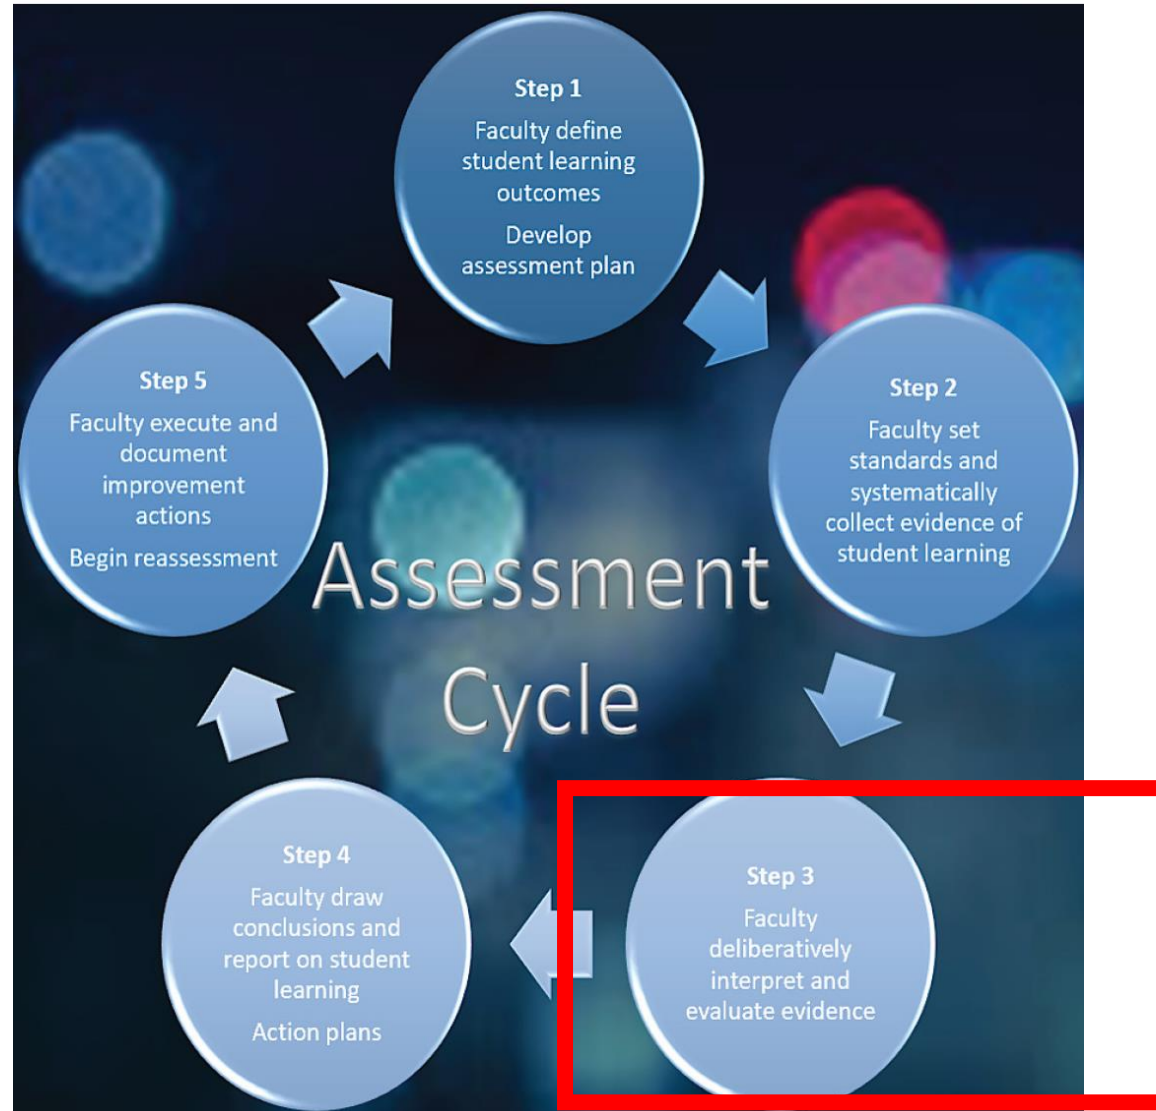 Step 1
Faculty define
student learning
outcomes
Develop
assessment plan
Step 2
Faculty set
standards and
systematically
collect evidence of
student learning
Step 3
Faculty
deliberatively
interpret and
evaluate evidence
Step 4
Faculty draw
conclusions and
report on student
learning
Action plans
Step 5
Faculty execute and
document
improvement
actions
Begin reassessment
Assessment
Cycle